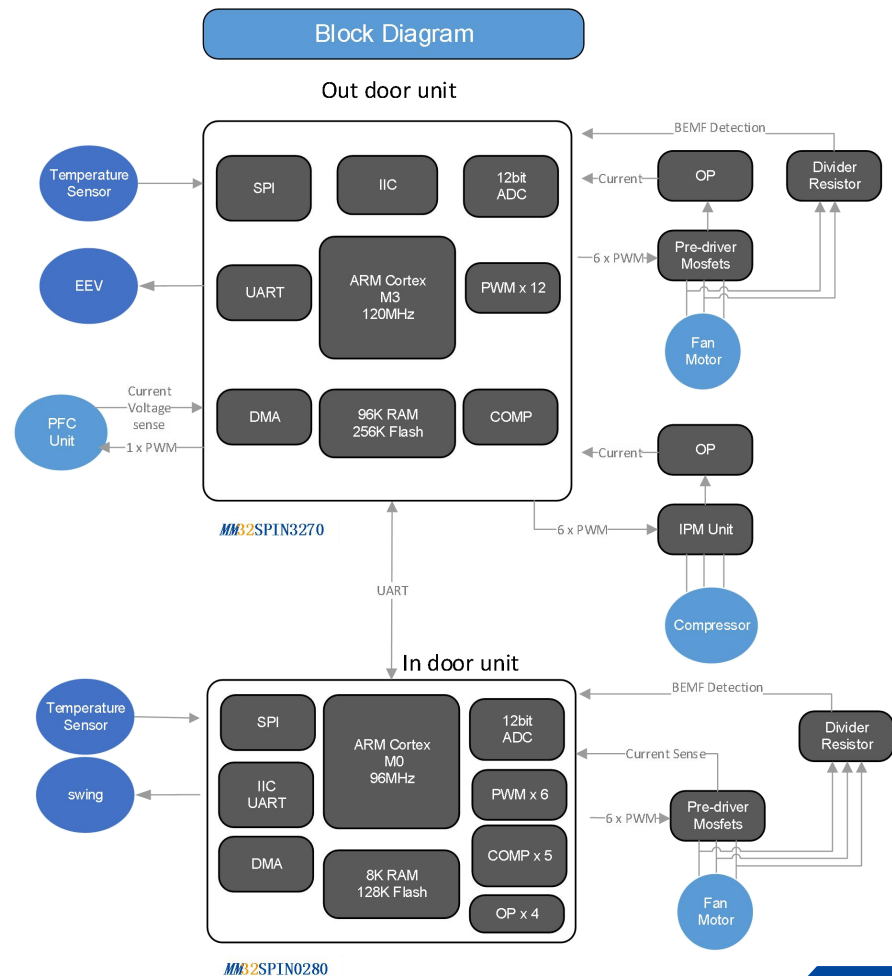 Block Diagram
Out door unit
BEMF Detection
Temperature
Sensor
SPI
IIC
12bit
ADC
Current
OP
Divider
Resistor
EEV
UART
ARM Cortex
M3
120MHz
PWM x 12
6 x PWM
Pre-driver
Mosfets
Fan
Motor
Current
Voltage
sense
PFC
Unit
1 x PWM
DMA
96K RAM
256K Flash
COMP
Current
OP
MM32SPIN3270
6 x PWM
IPM Unit
UART
Compressor
In door unit
BEMF Detection
Temperature
Sensor
SPI
ARM Cortex
M0
96MHz
12bit
ADC
Divider
Resistor
Current Sense
swing
IIC
UART
PWM x 6
6 x PWM
Pre-driver
Mosfets
DMA
8K RAM
128K Flash
COMP x 5
OP x 4
Fan
Motor
MM32SPIN0280